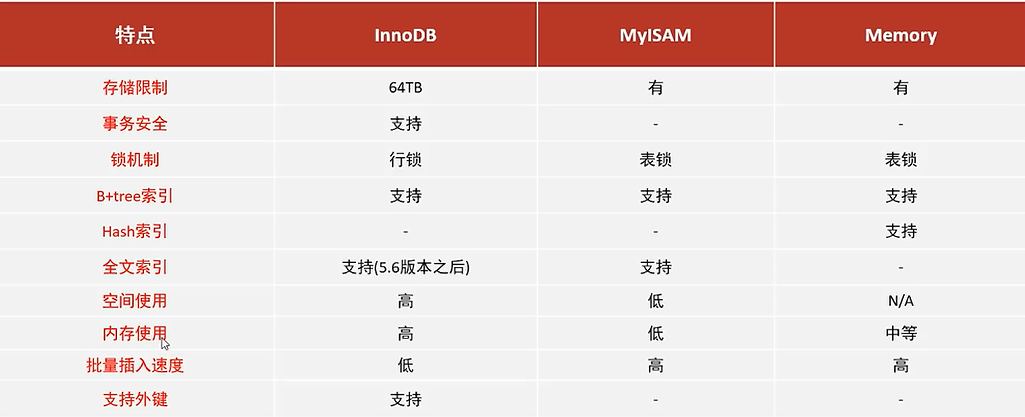 特点 InnoDB MyISAM Memory
存储限制 64TB 有 有
事务安全 支持 - -
锁机制 行锁 表锁 表锁
B+tree索引 支持 支持 支持
Hash索引 - - 支持
全文索引 支持(5.6版本之后) 支持 -
空间使用 高 低 N/A
内存使用 高 低 中等
批量插入速度 低 高 高
支持外键 支持 - -